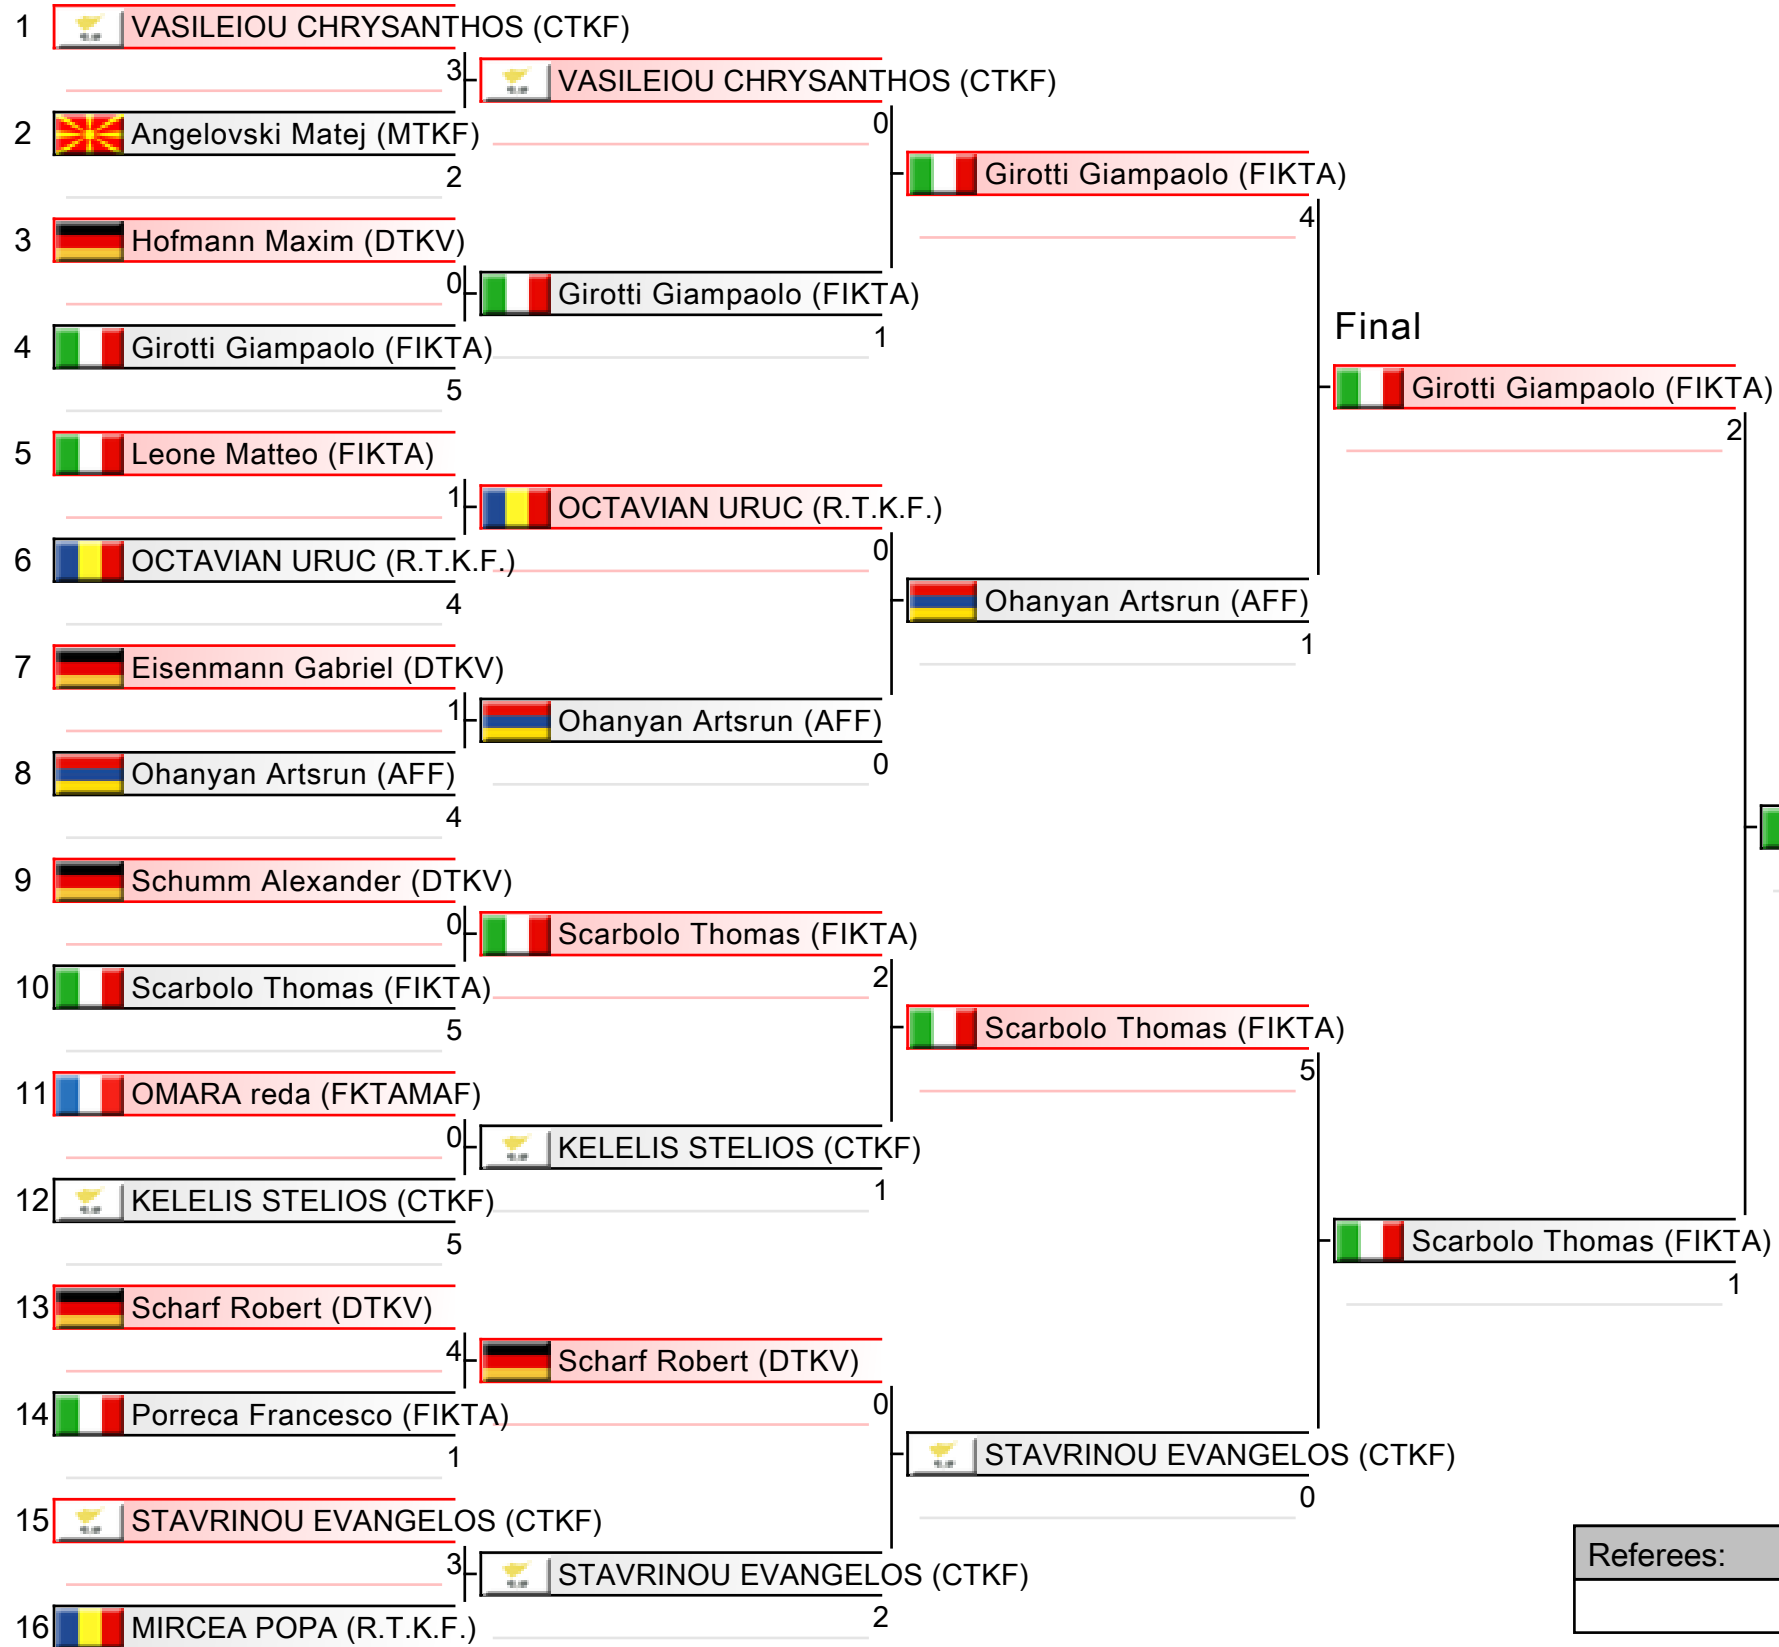 1 VASILEIOU CHRYSANTHOS (CTKF)
3 VASILEIOU CHRYSANTHOS (CTKF)
0
2 Angelovski Matej (MTKF)
2
Girotti Giampaolo (FIKTA)
4
3 Hofmann Maxim (DTKV)
0 Girotti Giampaolo (FIKTA)
1
4 Girotti Giampaolo (FIKTA)
5
Final
Girotti Giampaolo (FIKTA)
2
5 Leone Matteo (FIKTA)
1 OCTAVIAN URUC (R.T.K.F.)
0
6 OCTAVIAN URUC (R.T.K.F.)
4
Ohanyan Artsrun (AFF)
1
7 Eisenmann Gabriel (DTKV)
1 Ohanyan Artsrun (AFF)
0
8 Ohanyan Artsrun (AFF)
4
9 Schumm Alexander (DTKV)
0 Scarbolo Thomas (FIKTA)
2
10 Scarbolo Thomas (FIKTA)
5
Scarbolo Thomas (FIKTA)
5
11 OMARA reda (FKTAMAF)
0 KELELIS STELIOS (CTKF)
1
12 KELELIS STELIOS (CTKF)
5
Scarbolo Thomas (FIKTA)
1
13 Scharf Robert (DTKV)
4 Scharf Robert (DTKV)
0
14 Porreca Francesco (FIKTA)
1
STAVRINOU EVANGELOS (CTKF)
0
15 STAVRINOU EVANGELOS (CTKF)
3 STAVRINOU EVANGELOS (CTKF)
2
16 MIRCEA POPA (R.T.K.F.)
Referees: